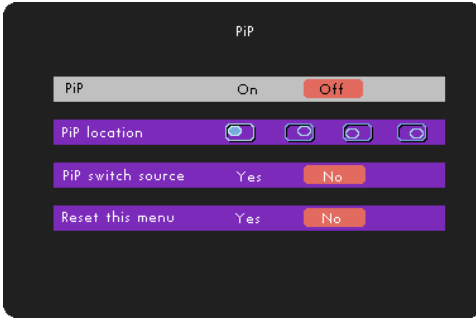 PiP
PiP On Off
PiP location
PiP switch source Yes No
Reset this menu Yes No